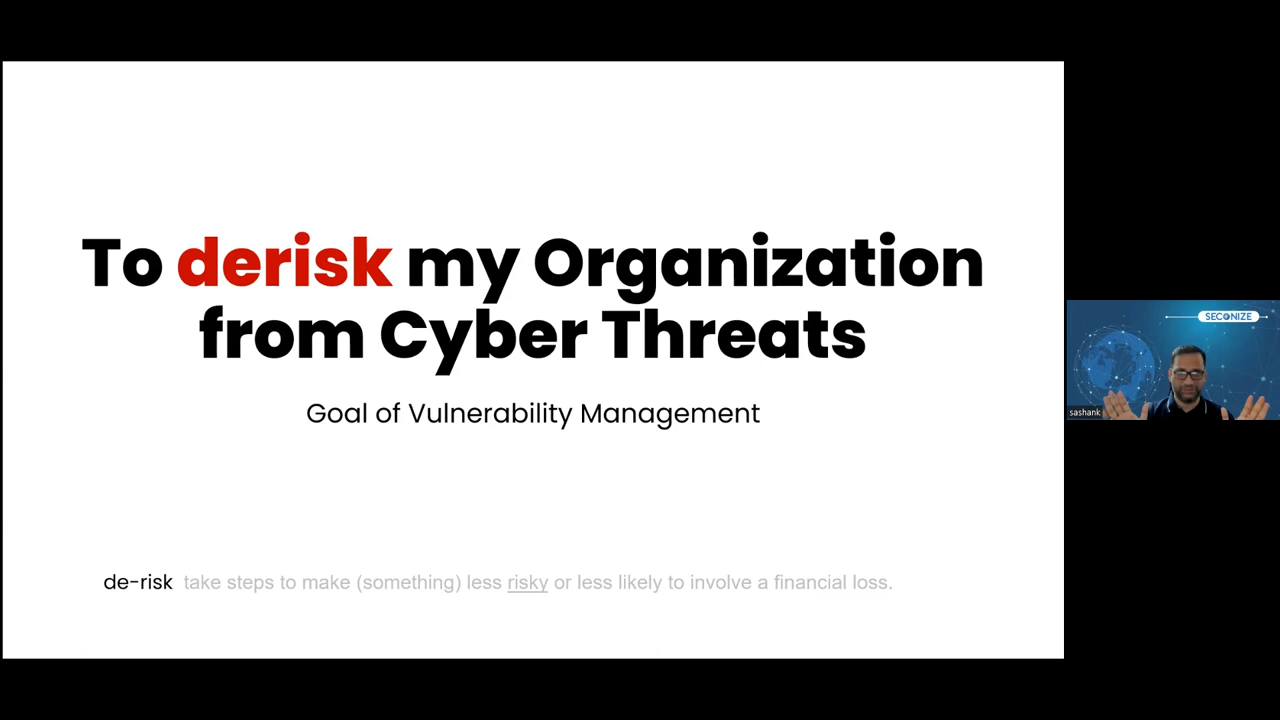 To derisk my Organization
from Cyber Threats
Goal of Vulnerability Management
de-risk take steps to make (something) less risky or less likely to involve a financial loss.
SECONIZE
sashank